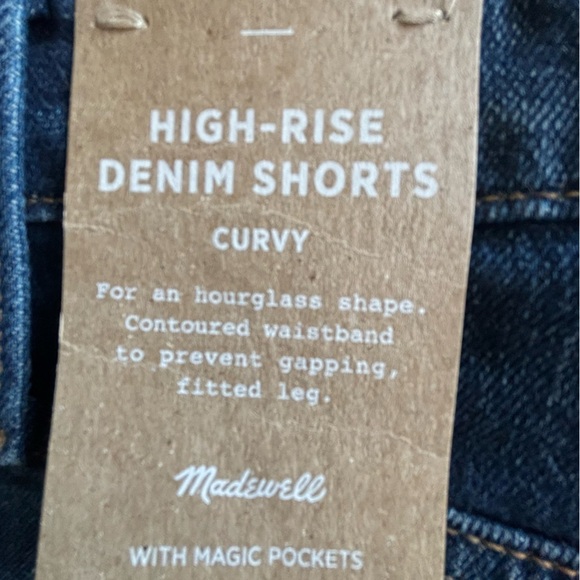 HIGH-RISE
DENIM SHORTS
CURVY
For an hourglass shape.
Contoured waistband
to prevent gapping,
fitted leg.
Madewell
WITH MAGIC POCKETS